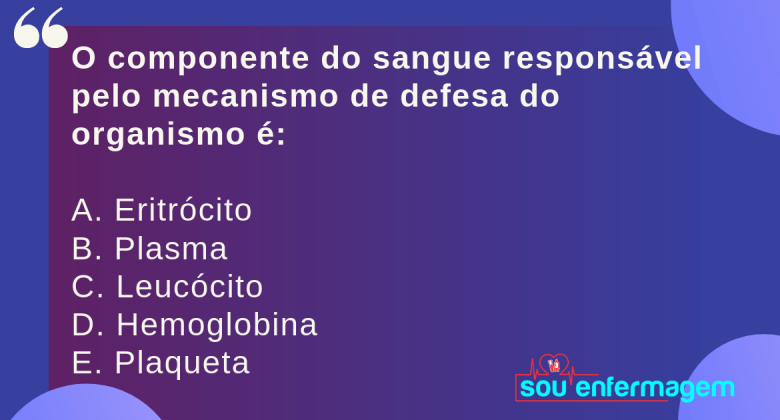 O componente do sangue responsável
pelo mecanismo de defesa do
organismo é:
A. Eritrócito
B. Plasma
C. Leucócito
D. Hemoglobina
E. Plaqueta
sou enfermagem